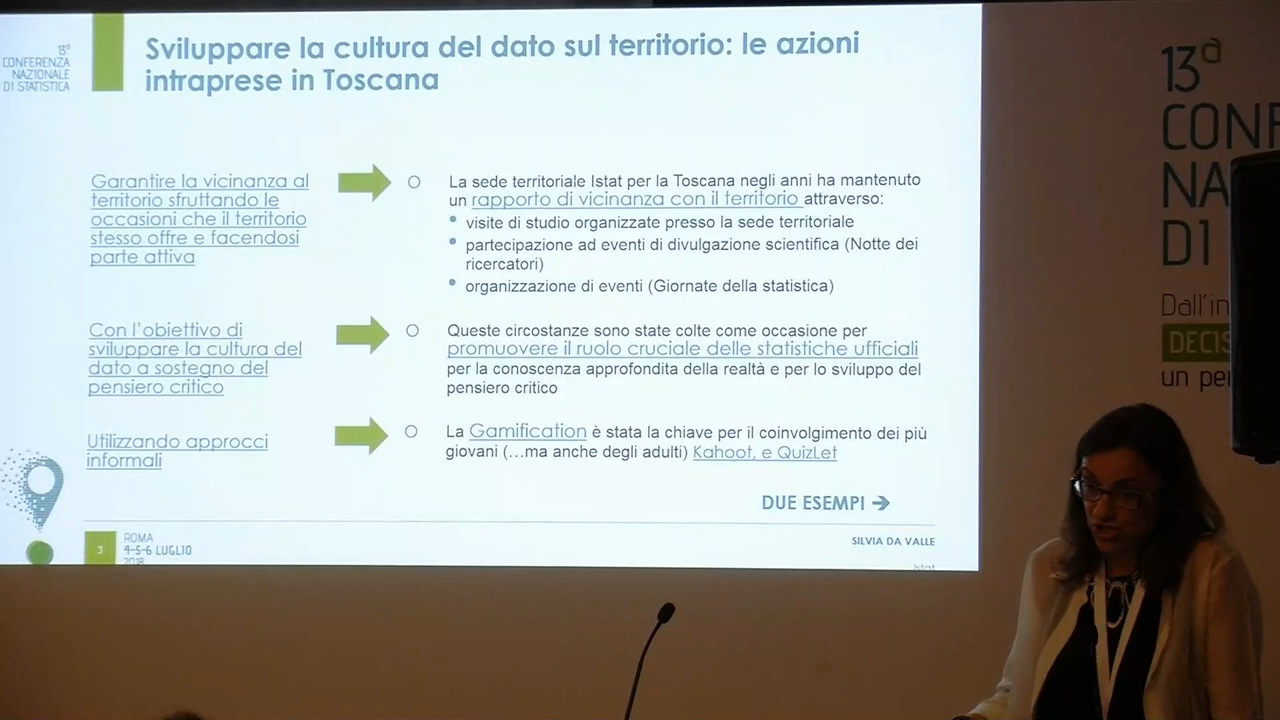 13ª
CONFERENZA
NAZIONALE
DI STATISTICA
Sviluppare la cultura del dato sul territorio: le azioni
intraprese in Toscana
Garantire la vicinanza al
territorio sfruttando le
occasioni che il territorio
stesso offre e facendosi
parte attiva
La sede territoriale Istat per la Toscana negli anni ha mantenuto
un rapporto di vicinanza con il territorio attraverso:
visite di studio organizzate presso la sede territoriale
partecipazione ad eventi di divulgazione scientifica (Notte dei
ricercatori)
organizzazione di eventi (Giornate della statistica)
Con l'obiettivo di
sviluppare la cultura del
dato a sostegno del
pensiero critico
Queste circostanze sono state colte come occasione per
promuovere il ruolo cruciale delle statistiche ufficiali
per la conoscenza approfondita della realtà e per lo sviluppo del
pensiero critico
Utilizzando approcci
informali
La Gamification è stata la chiave per il coinvolgimento dei più
giovani (…ma anche degli adulti) Kahoot, e QuizLet
DUE ESEMPI →
3
ROMA
4-5-6 LUGLIO
2018
SILVIA DA VALLE
Istat
13ª
CONF
NA
DI
Dall'in
DECIS
un pe